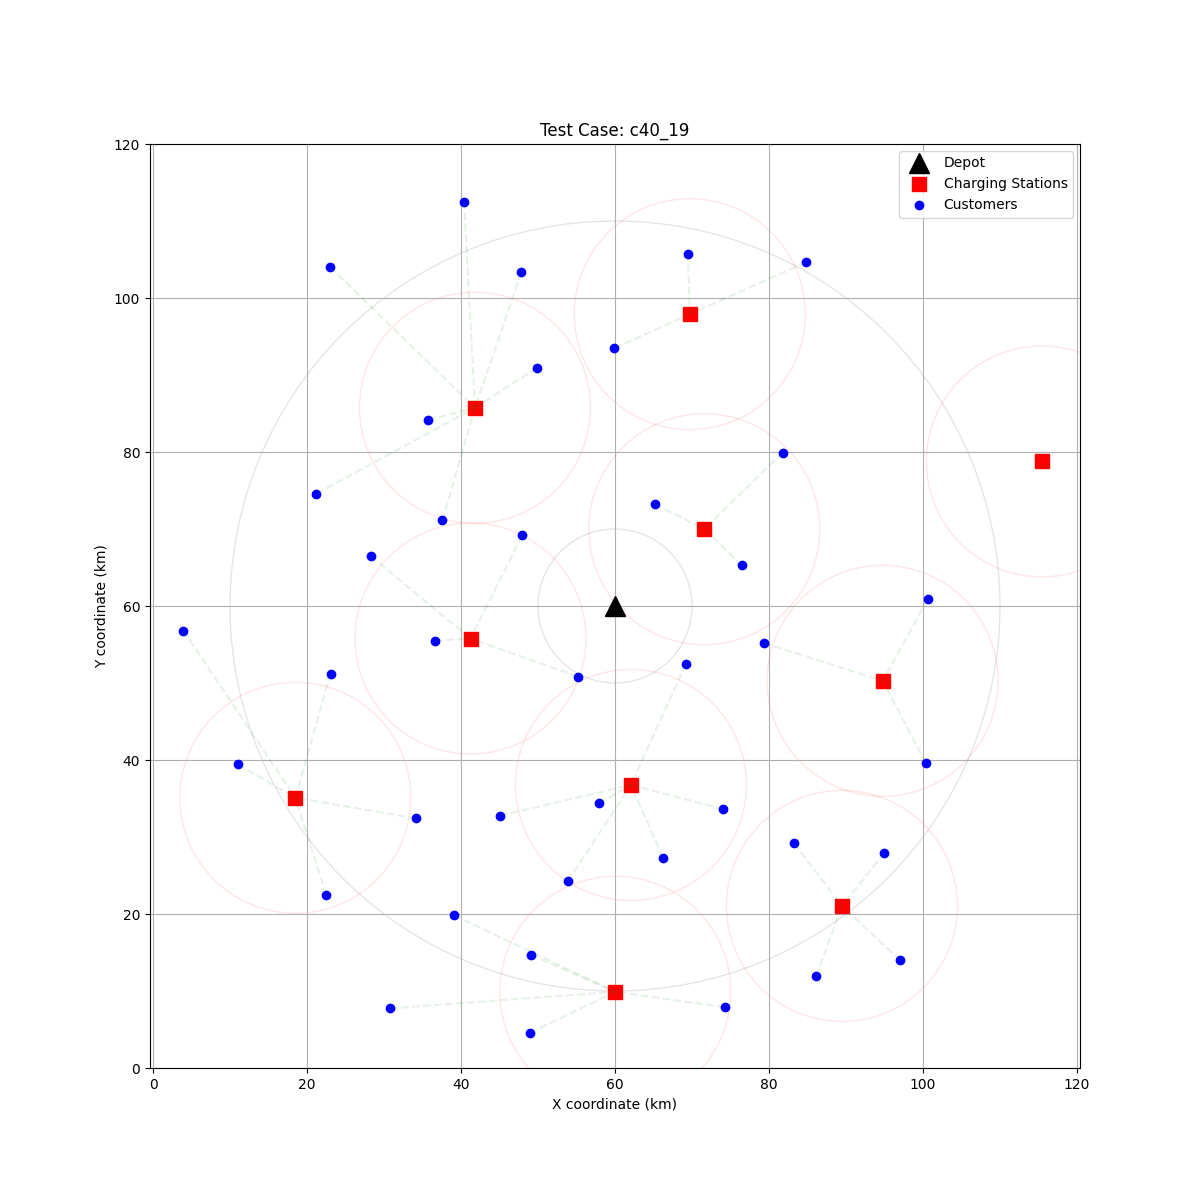 Test Case: c40_19
Depot
Charging Stations
Customers
120
100
80
60
40
20
0
Y coordinate (km)
0 20 40 60 80 100 120
X coordinate (km)